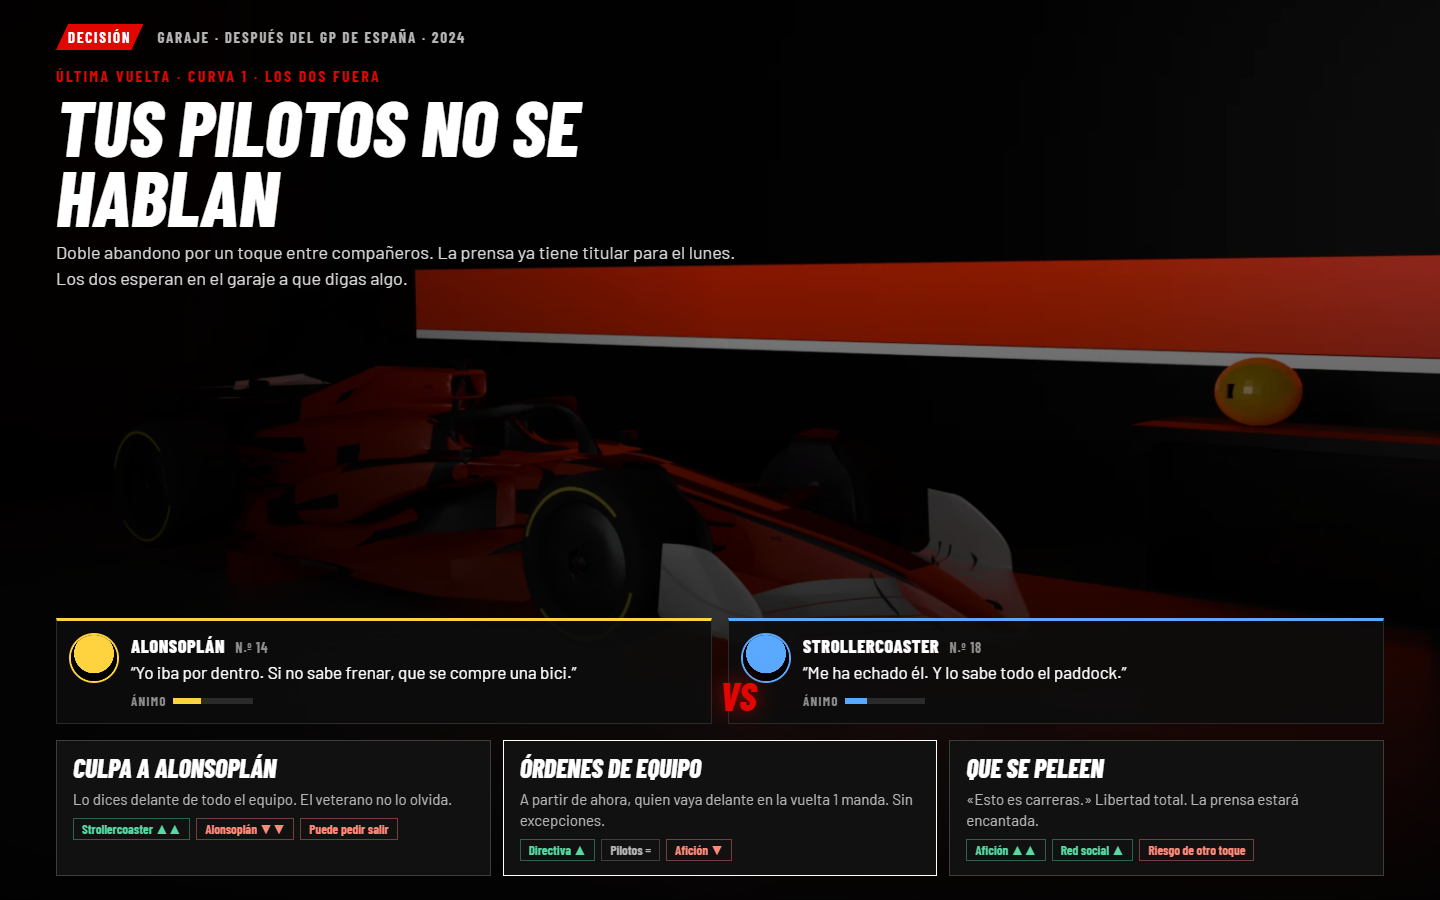 DECISIÓN GARAJE · DESPUÉS DEL GP DE ESPAÑA · 2024
ÚLTIMA VUELTA · CURVA 1 · LOS DOS FUERA
TUS PILOTOS NO SE
HABLAN
Doble abandono por un toque entre compañeros. La prensa ya tiene titular para el lunes.
Los dos esperan en el garaje a que digas algo.
ALONSOPLÁN N.º 14
“Yo iba por dentro. Si no sabe frenar, que se compre una bici.”
ÁNIMO
VS
STROLLERCOASTER N.º 18
“Me ha echado él. Y lo sabe todo el paddock.”
ÁNIMO
CULPA A ALONSOPLÁN
Lo dices delante de todo el equipo. El veterano no lo olvida.
Strollercoaster ▲▲ Alonsoplán ▼▼ Puede pedir salir
ÓRDENES DE EQUIPO
A partir de ahora, quien vaya delante en la vuelta 1 manda. Sin
excepciones.
Directiva ▲ Pilotos = Afición ▼
QUE SE PELEEN
«Esto es carreras.» Libertad total. La prensa estará
encantada.
Afición ▲▲ Red social ▲ Riesgo de otro toque